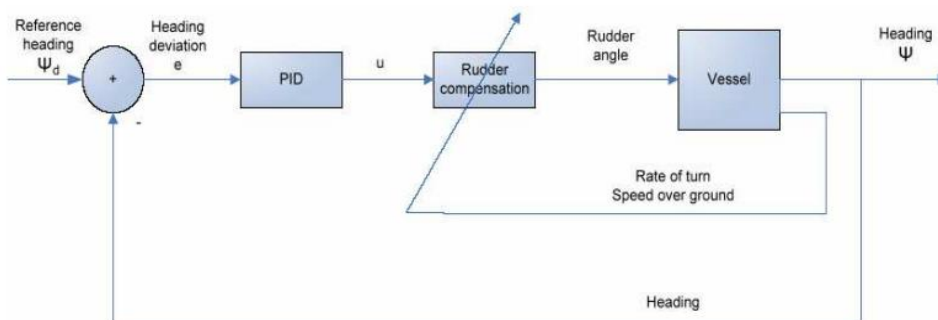 Reference
heading
Ψd
Heading
deviation
e
+
-
PID
u
Rudder
compensation
Rudder
angle
Vessel
Heading
Ψ
Rate of turn
Speed over ground
Heading